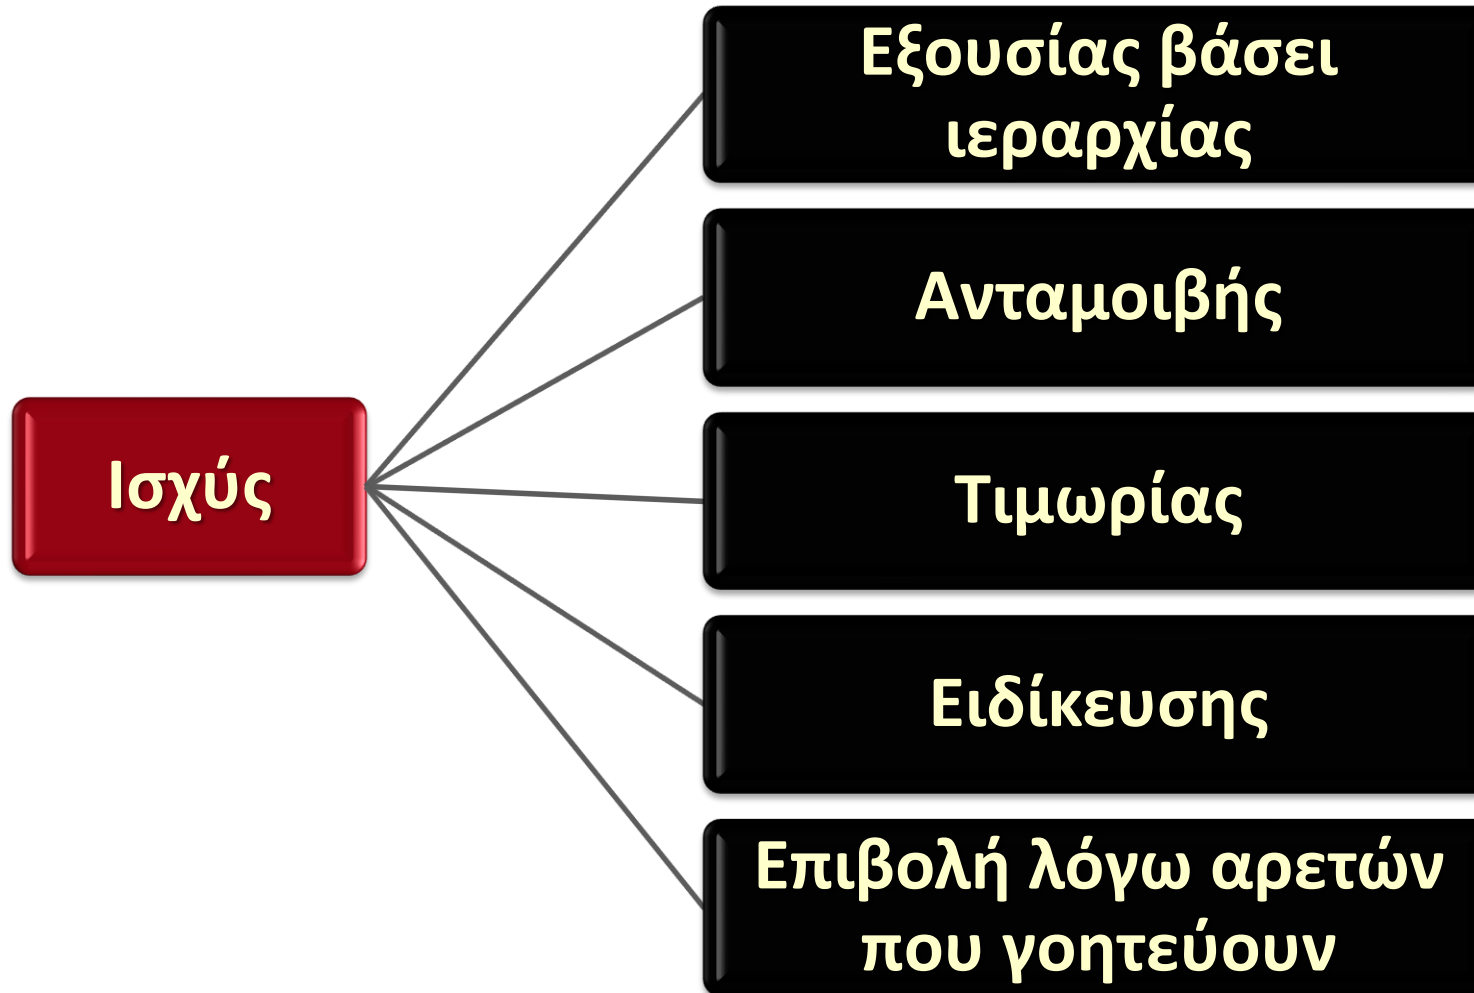 Εξουσίας βάσει
ιεραρχίας
Ανταμοιβής
Ισχύς
Τιμωρίας
Ειδίκευσης
Επιβολή λόγω αρετών
που γοητεύουν